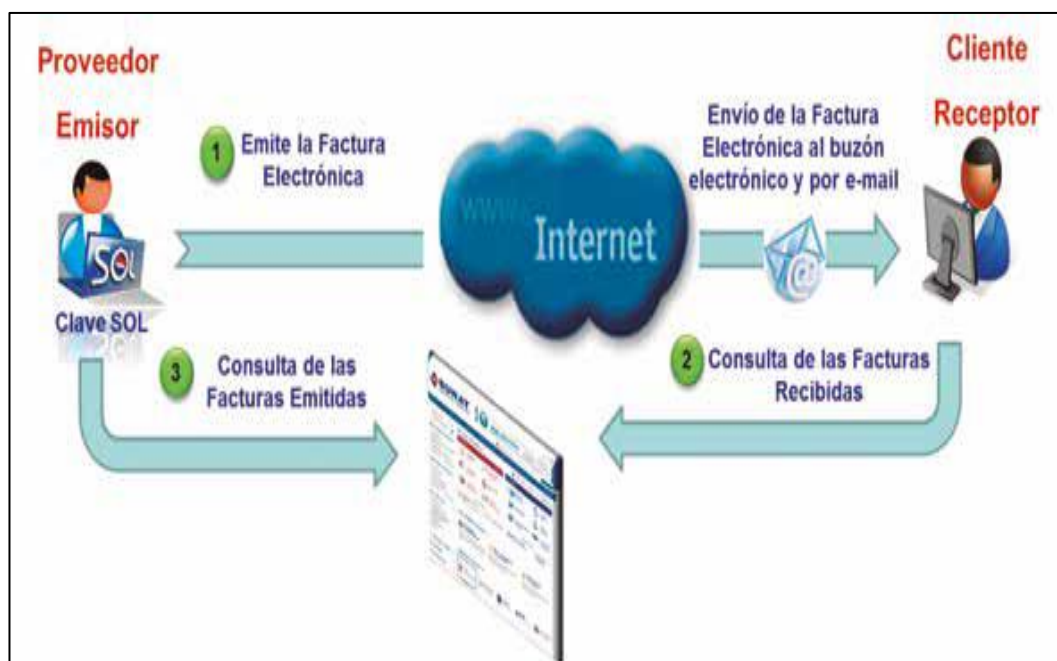 Proveedor
Emisor
Cliente
Receptor
1 Emite la Factura
Electrónica
Envío de la Factura
Electrónica al buzón
electrónico y por e-mail
www.
Internet
@
SOL
Clave SOL
3 Consulta de las
Facturas Emitidas
2 Consulta de las Facturas
Recibidas
SUNAT